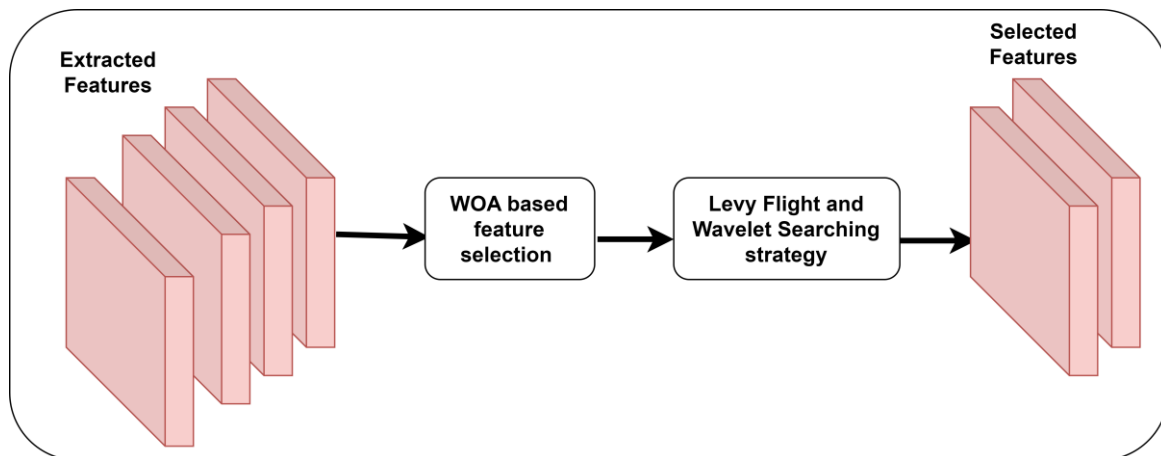 Extracted
Features
WOA based
feature
selection
Levy Flight and
Wavelet Searching
strategy
Selected
Features